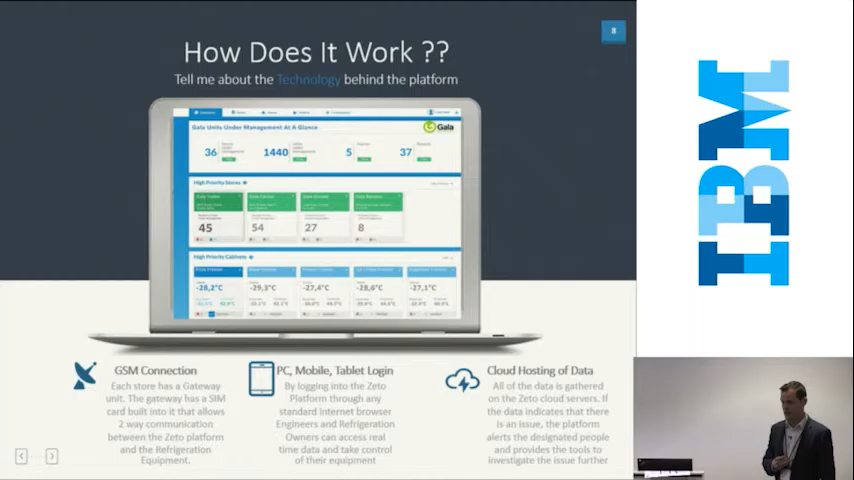 8
How Does It Work ??
Tell me about the Technology behind the platform
Gala Units Under Management At A Glance
Gala
36
1440
5
37
High Priority Stores
45
54
27
8
High Priority Cabinets
-28,2°C
-29,3°C
-27,4°C
-28,6°C
-27,1°C
GSM Connection
Each store has a Gateway
unit. The gateway has a SIM
card built into it that allows
2 way communication
between the Zeto platform
and the Refrigeration
Equipment.
PC, Mobile, Tablet Login
By logging into the Zeto
Platform through any
standard internet browser
Engineers and Refrigeration
Owners can access real
time data and take control
of their equipment
Cloud Hosting of Data
All of the data is gathered
on the Zeto cloud servers. If
the data indicates that there
is an issue, the platform
alerts the designated people
and provides the tools to
investigate the issue further
IBM